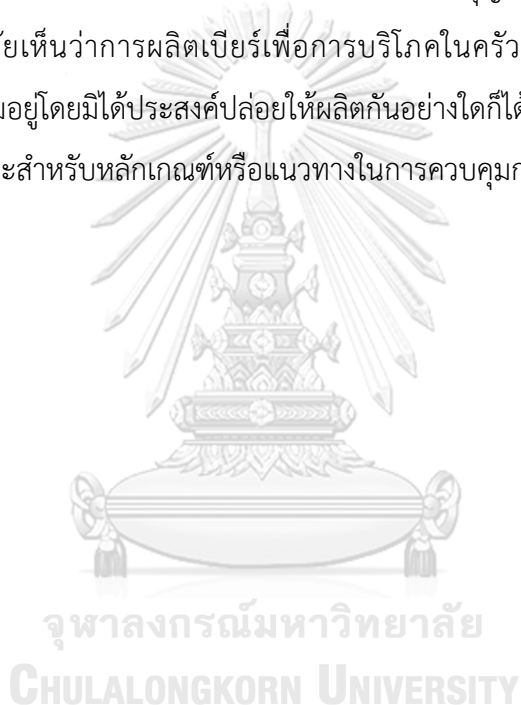 ัยเห็นว่าการผลิตเบียร์เพื่อการบริโภคในครัว
มอยู่โดยมิได้ประสงค์ปล่อยให้ผลิตกันอย่างใดก็ได้
ะสำหรับหลักเกณฑ์หรือแนวทางในการควบคุมก
จุฬาลงกรณ์มหาวิทยาลัย
CHULALONGKORN UNIVERSITY